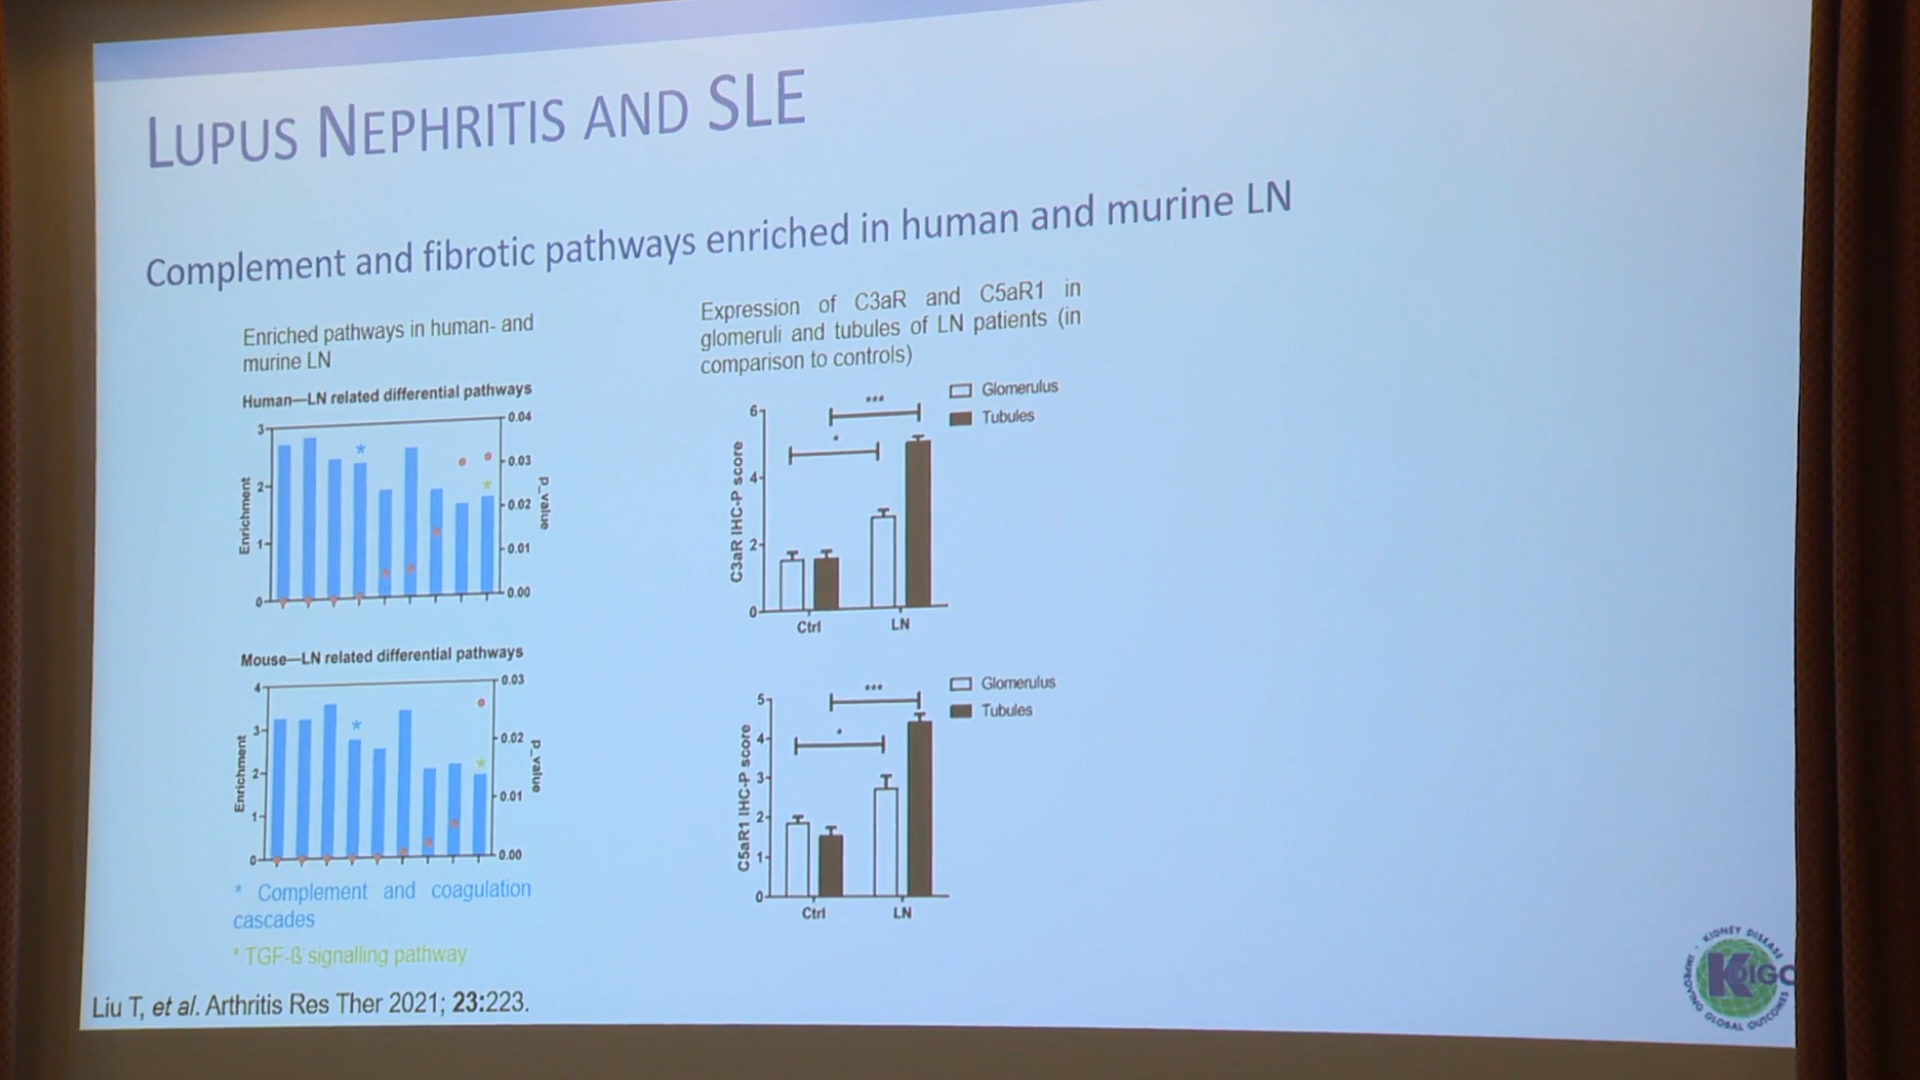 LUPUS NEPHRITIS AND SLE
Complement and fibrotic pathways enriched in human and murine LN
Enriched pathways in human- and
murine LN
Human—LN related differential pathways
Enrichment
3
2
1
0
0.04
0.03
0.02
0.01
0.00
p_value
Mouse—LN related differential pathways
Enrichment
4
3
2
1
0
0.03
0.02
0.01
0.00
p_value
* Complement and coagulation
cascades
* TGF-ß signalling pathway
Expression of C3aR and C5aR1 in
glomeruli and tubules of LN patients (in
comparison to controls)
C3aR IHC-P score
6
4
2
0
*
***
Glomerulus
Tubules
Ctrl
LN
C5aR1 IHC-P score
5
4
3
2
1
0
*
***
Glomerulus
Tubules
Ctrl
LN
Liu T, et al. Arthritis Res Ther 2021; 23:223.
KIDNEY DISEASE
KDIGO
IMPROVING GLOBAL OUTCOMES